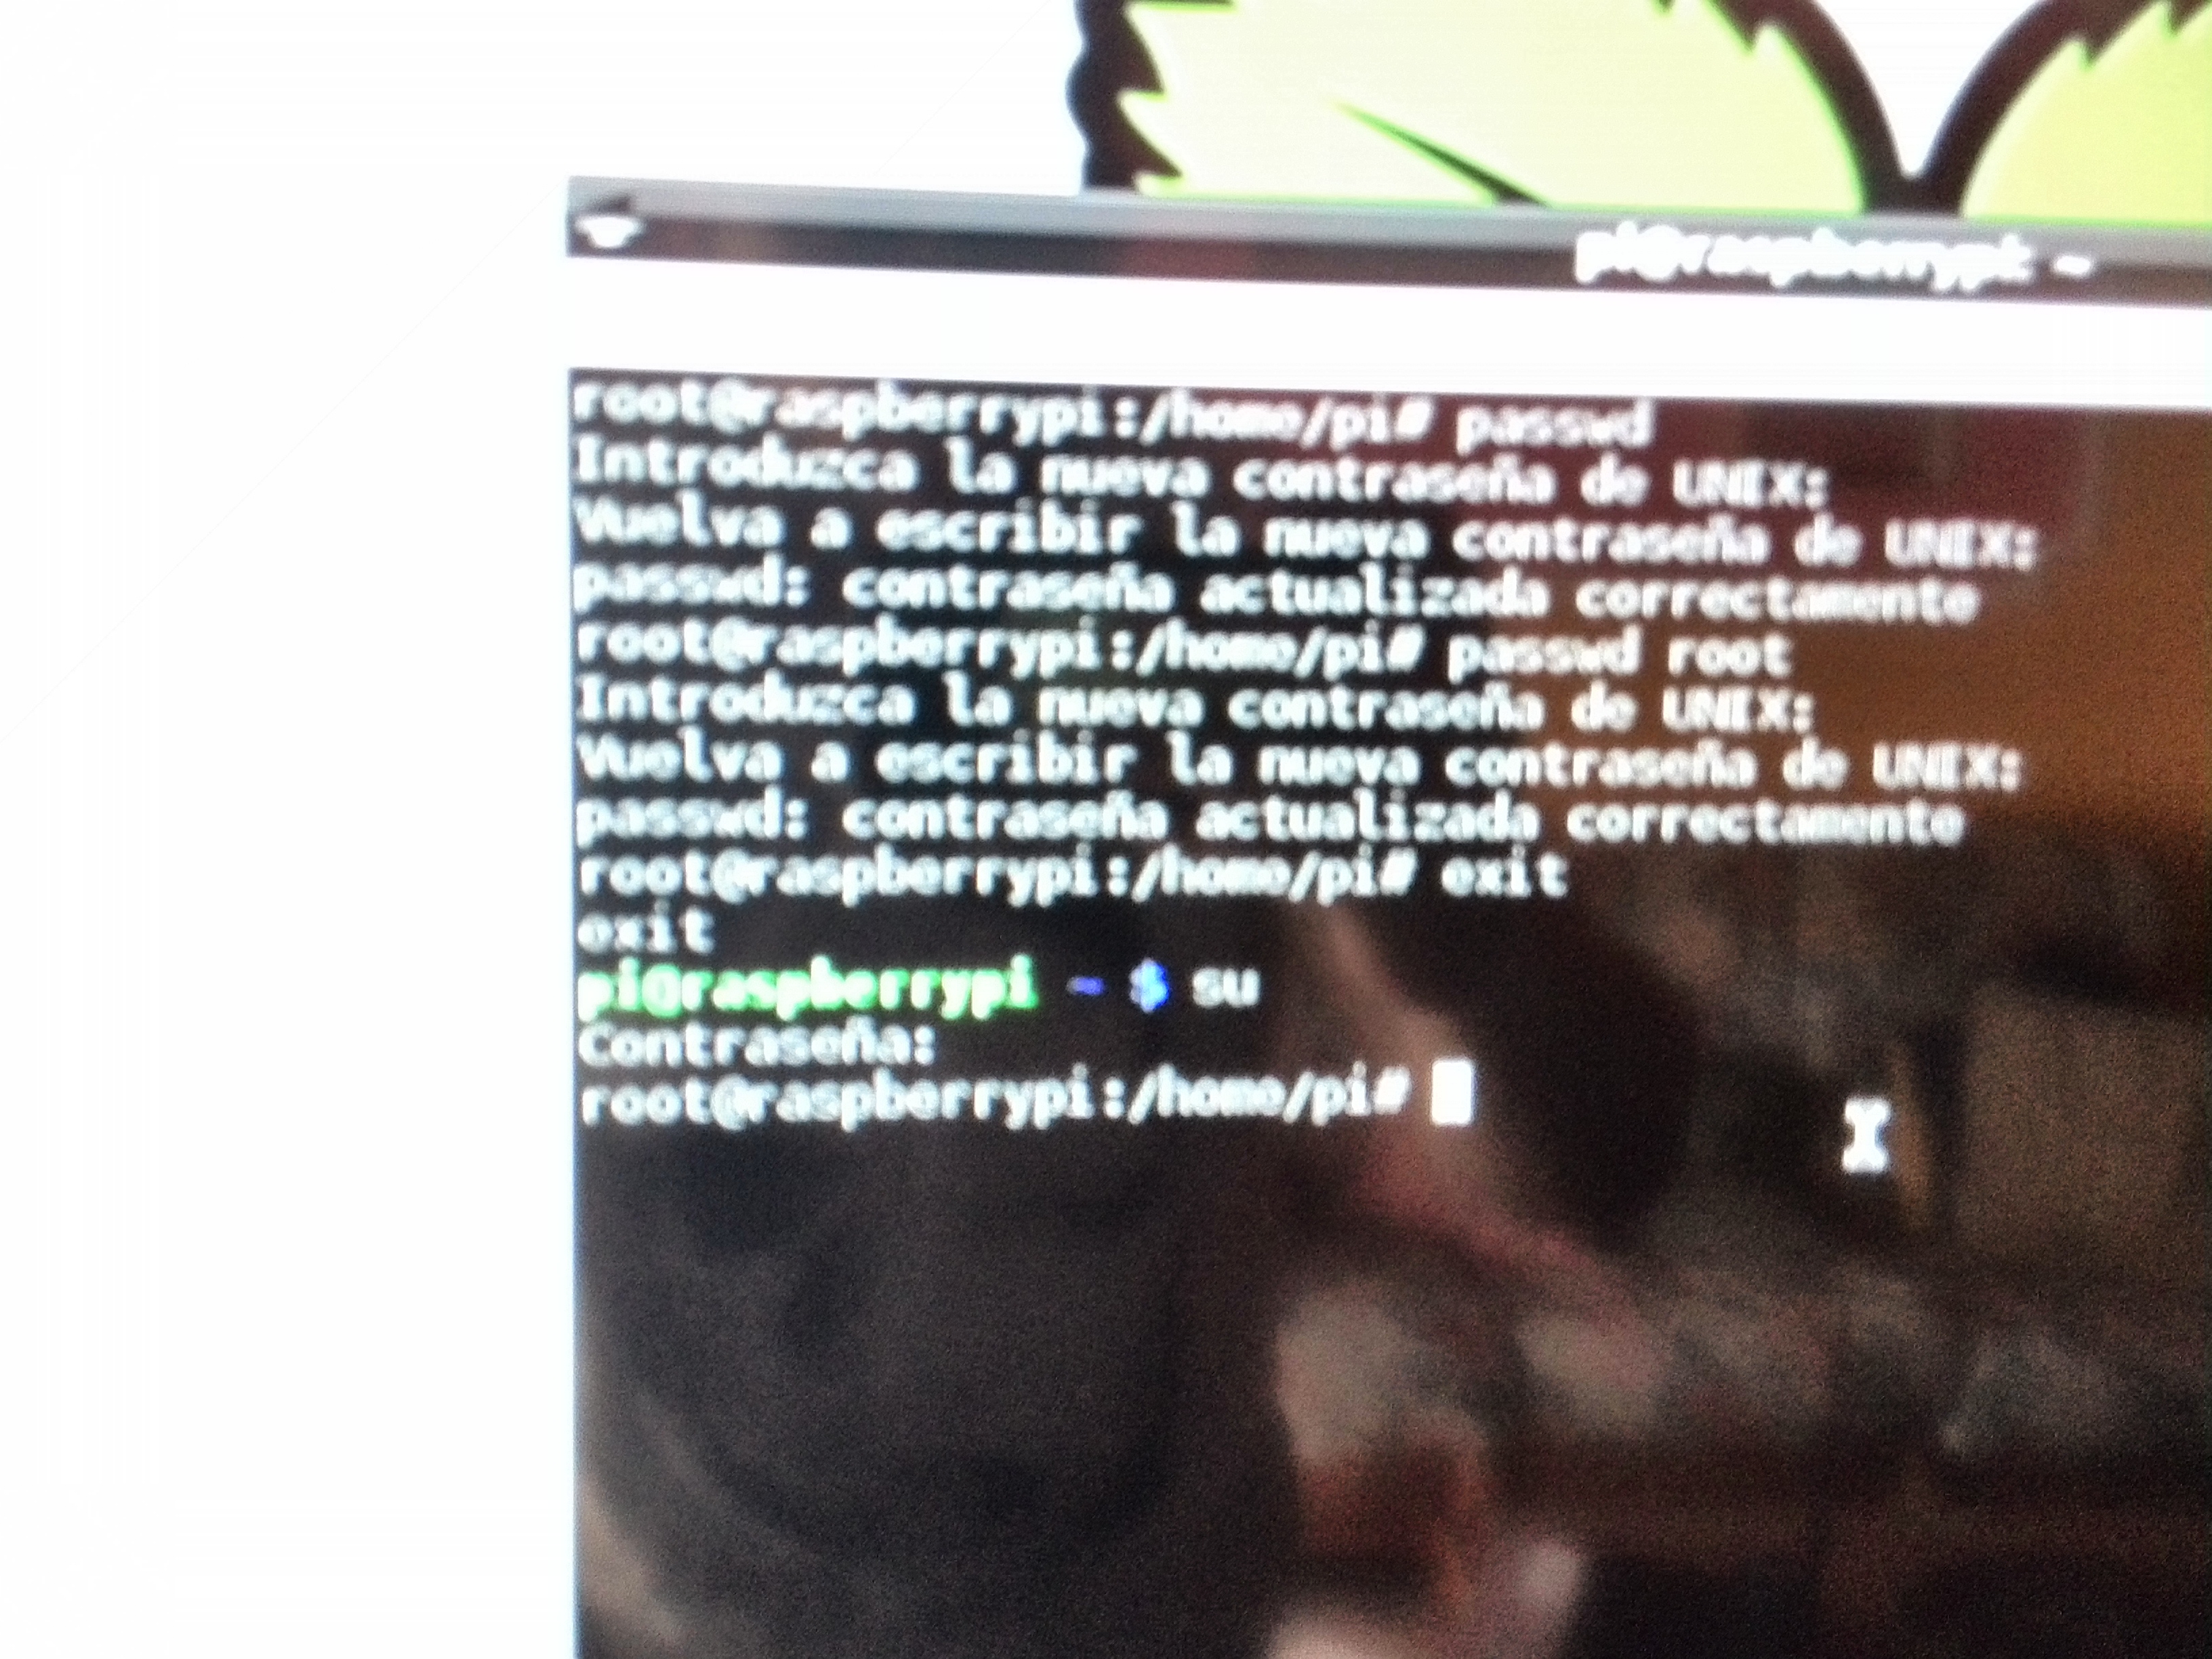 pi@raspberrypi: ~
root@raspberrypi:/home/pi# passwd
Introduzca la nueva contraseña de UNIX:
Vuelva a escribir la nueva contraseña de UNIX:
passwd: contraseña actualizada correctamente
root@raspberrypi:/home/pi# passwd root
Introduzca la nueva contraseña de UNIX:
Vuelva a escribir la nueva contraseña de UNIX:
passwd: contraseña actualizada correctamente
root@raspberrypi:/home/pi# exit
exit
pi@raspberrypi ~ $ su
Contraseña:
root@raspberrypi:/home/pi#